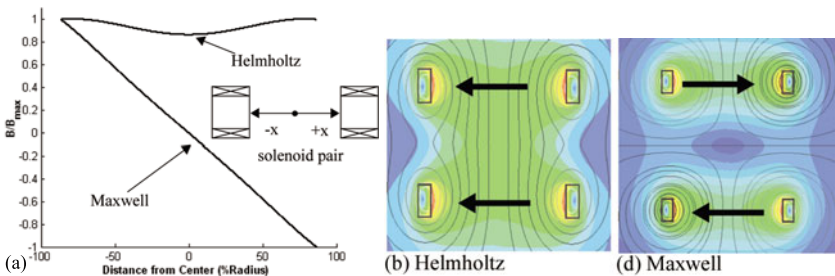 1
0.8
0.6
0.4
0.2
0
-0.2
-0.4
-0.6
-0.8
-1
B/Bmax
-100
-50
0
50
100
Distance from Center (%Radius)
Helmholtz
Maxwell
-x
+x
solenoid pair
(a)
(b) Helmholtz
(d) Maxwell